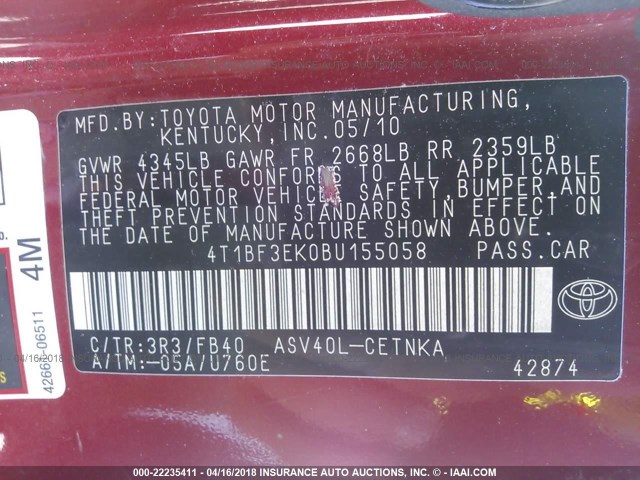 MFD.BY:TOYOTA MOTOR MANUFACTURING,
KENTUCKY,INC.05/10
GVWR 4345LB GAWR FR 2668LB RR 2359LB
THIS VEHICLE CONFORMS TO ALL APPLICABLE
FEDERAL MOTOR VEHICLE SAFETY,BUMPER,AND
THEFT PREVENTION STANDARDS IN EFFECT ON
THE DATE OF MANUFACTURE SHOWN ABOVE.
4T1BF3EK0BU155058 PASS.CAR
C/TR:3R3/FB40 ASV40L-CETNKA
A/TM:-05A/U760E
42874
4M
06511
000-22235411 - 04/16/2018 INSURANCE AUTO AUCTIONS, INC. - © - IAAI.COM